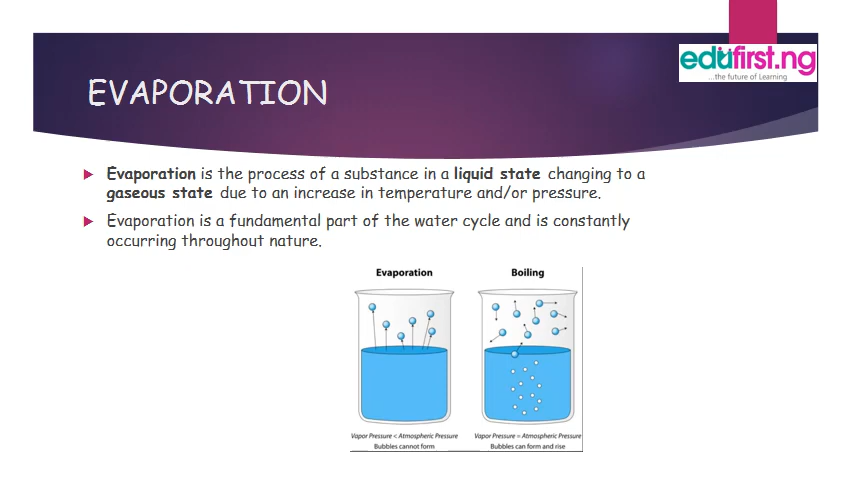 edufirst.ng
...the future of Learning
EVAPORATION
Evaporation is the process of a substance in a liquid state changing to a
gaseous state due to an increase in temperature and/or pressure.
Evaporation is a fundamental part of the water cycle and is constantly
occurring throughout nature.
Evaporation
Boiling
Vapor Pressure < Atmospheric Pressure
Bubbles cannot form
Vapor Pressure = Atmospheric Pressure
Bubbles can form and rise